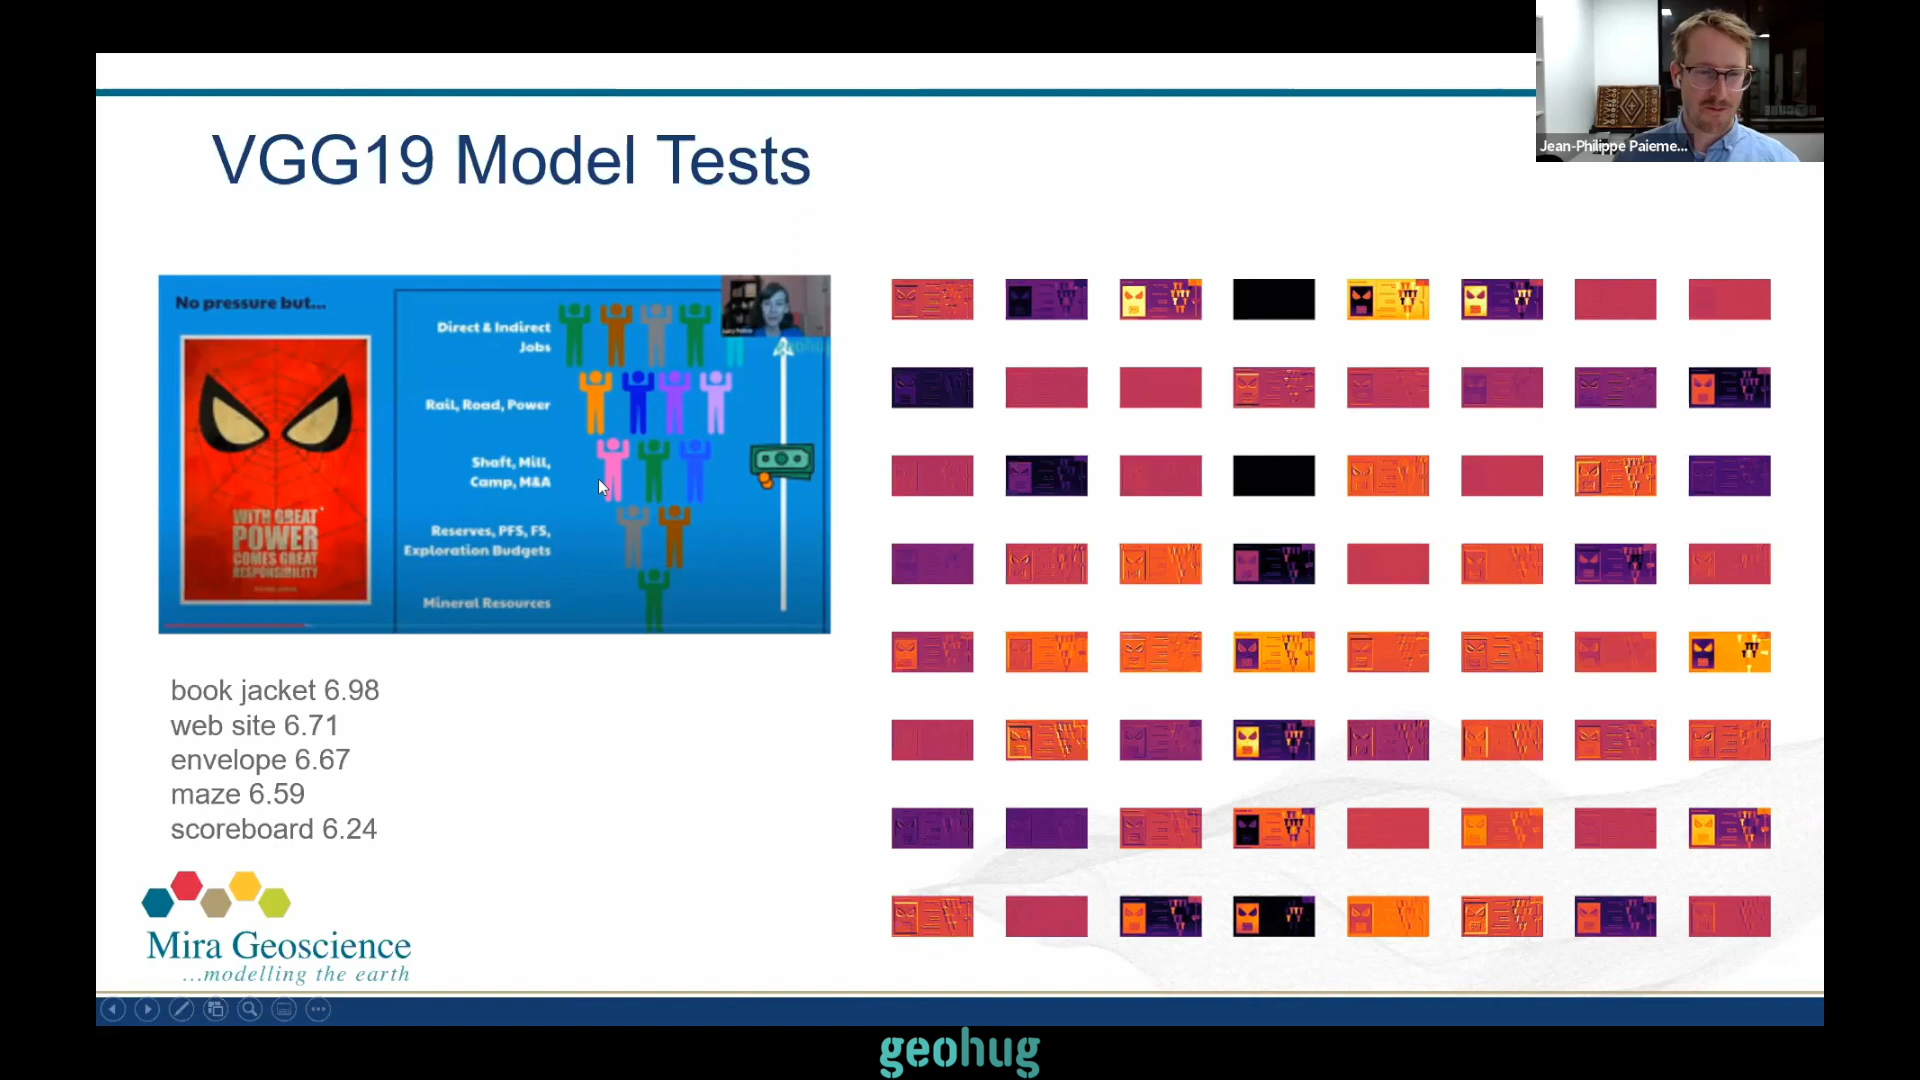 Jean-Philippe Paieme...
VGG19 Model Tests
No pressure but...
WITH GREAT
POWER
COMES GREAT
RESPONSIBILITY
Direct & Indirect
Jobs
Rail, Road, Power
Shaft, Mill,
Camp, M&A
Reserves, PFS, FS,
Exploration Budgets
Mineral Resources
geohug
book jacket 6.98
web site 6.71
envelope 6.67
maze 6.59
scoreboard 6.24
Mira Geoscience
...modelling the earth
geohug